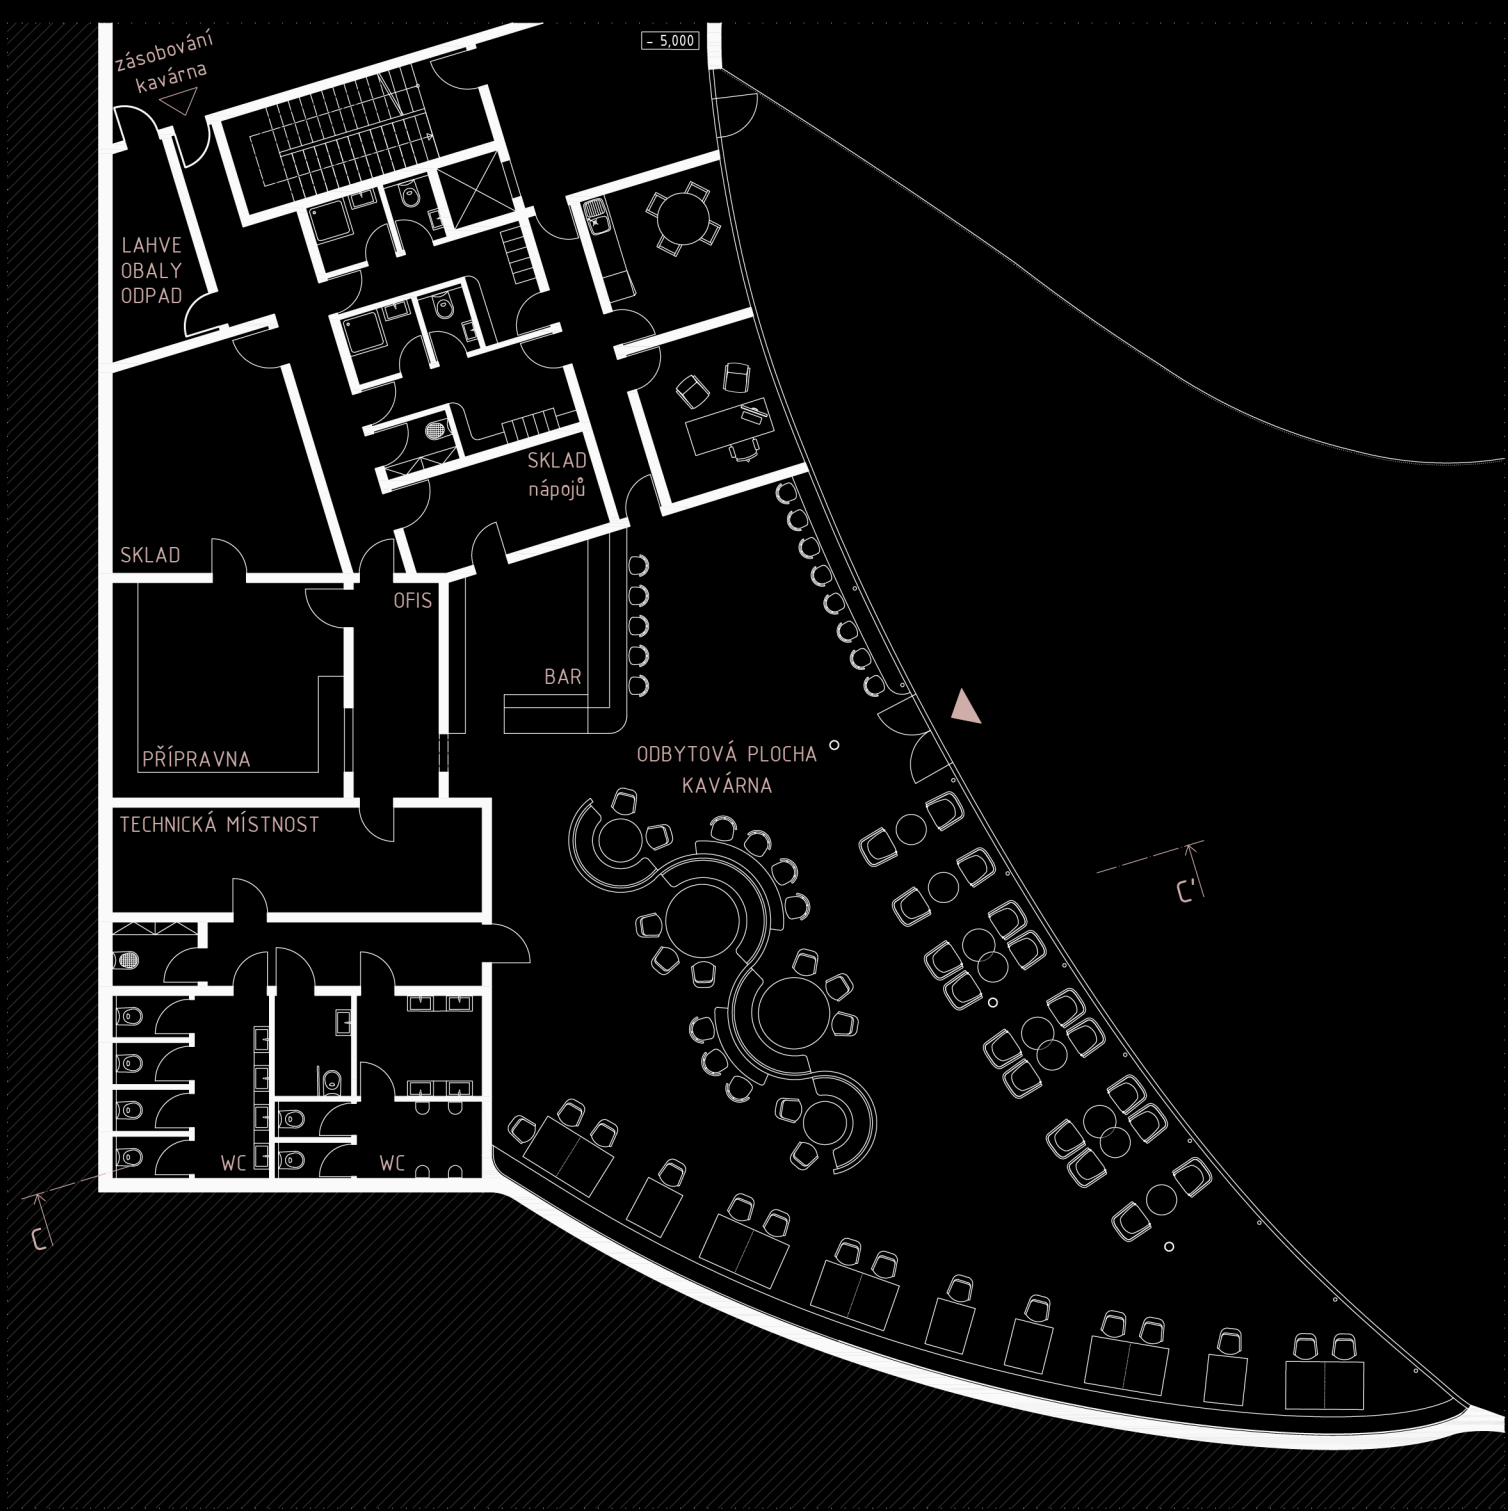 zásobování
kavárna
– 5,000
LAHVE
OBALY
ODPAD
SKLAD
nápojů
SKLAD
OFIS
BAR
PŘÍPRAVNA
ODBYTOVÁ PLOCHA
KAVÁRNA
TECHNICKÁ MÍSTNOST
C'
WC
WC
C